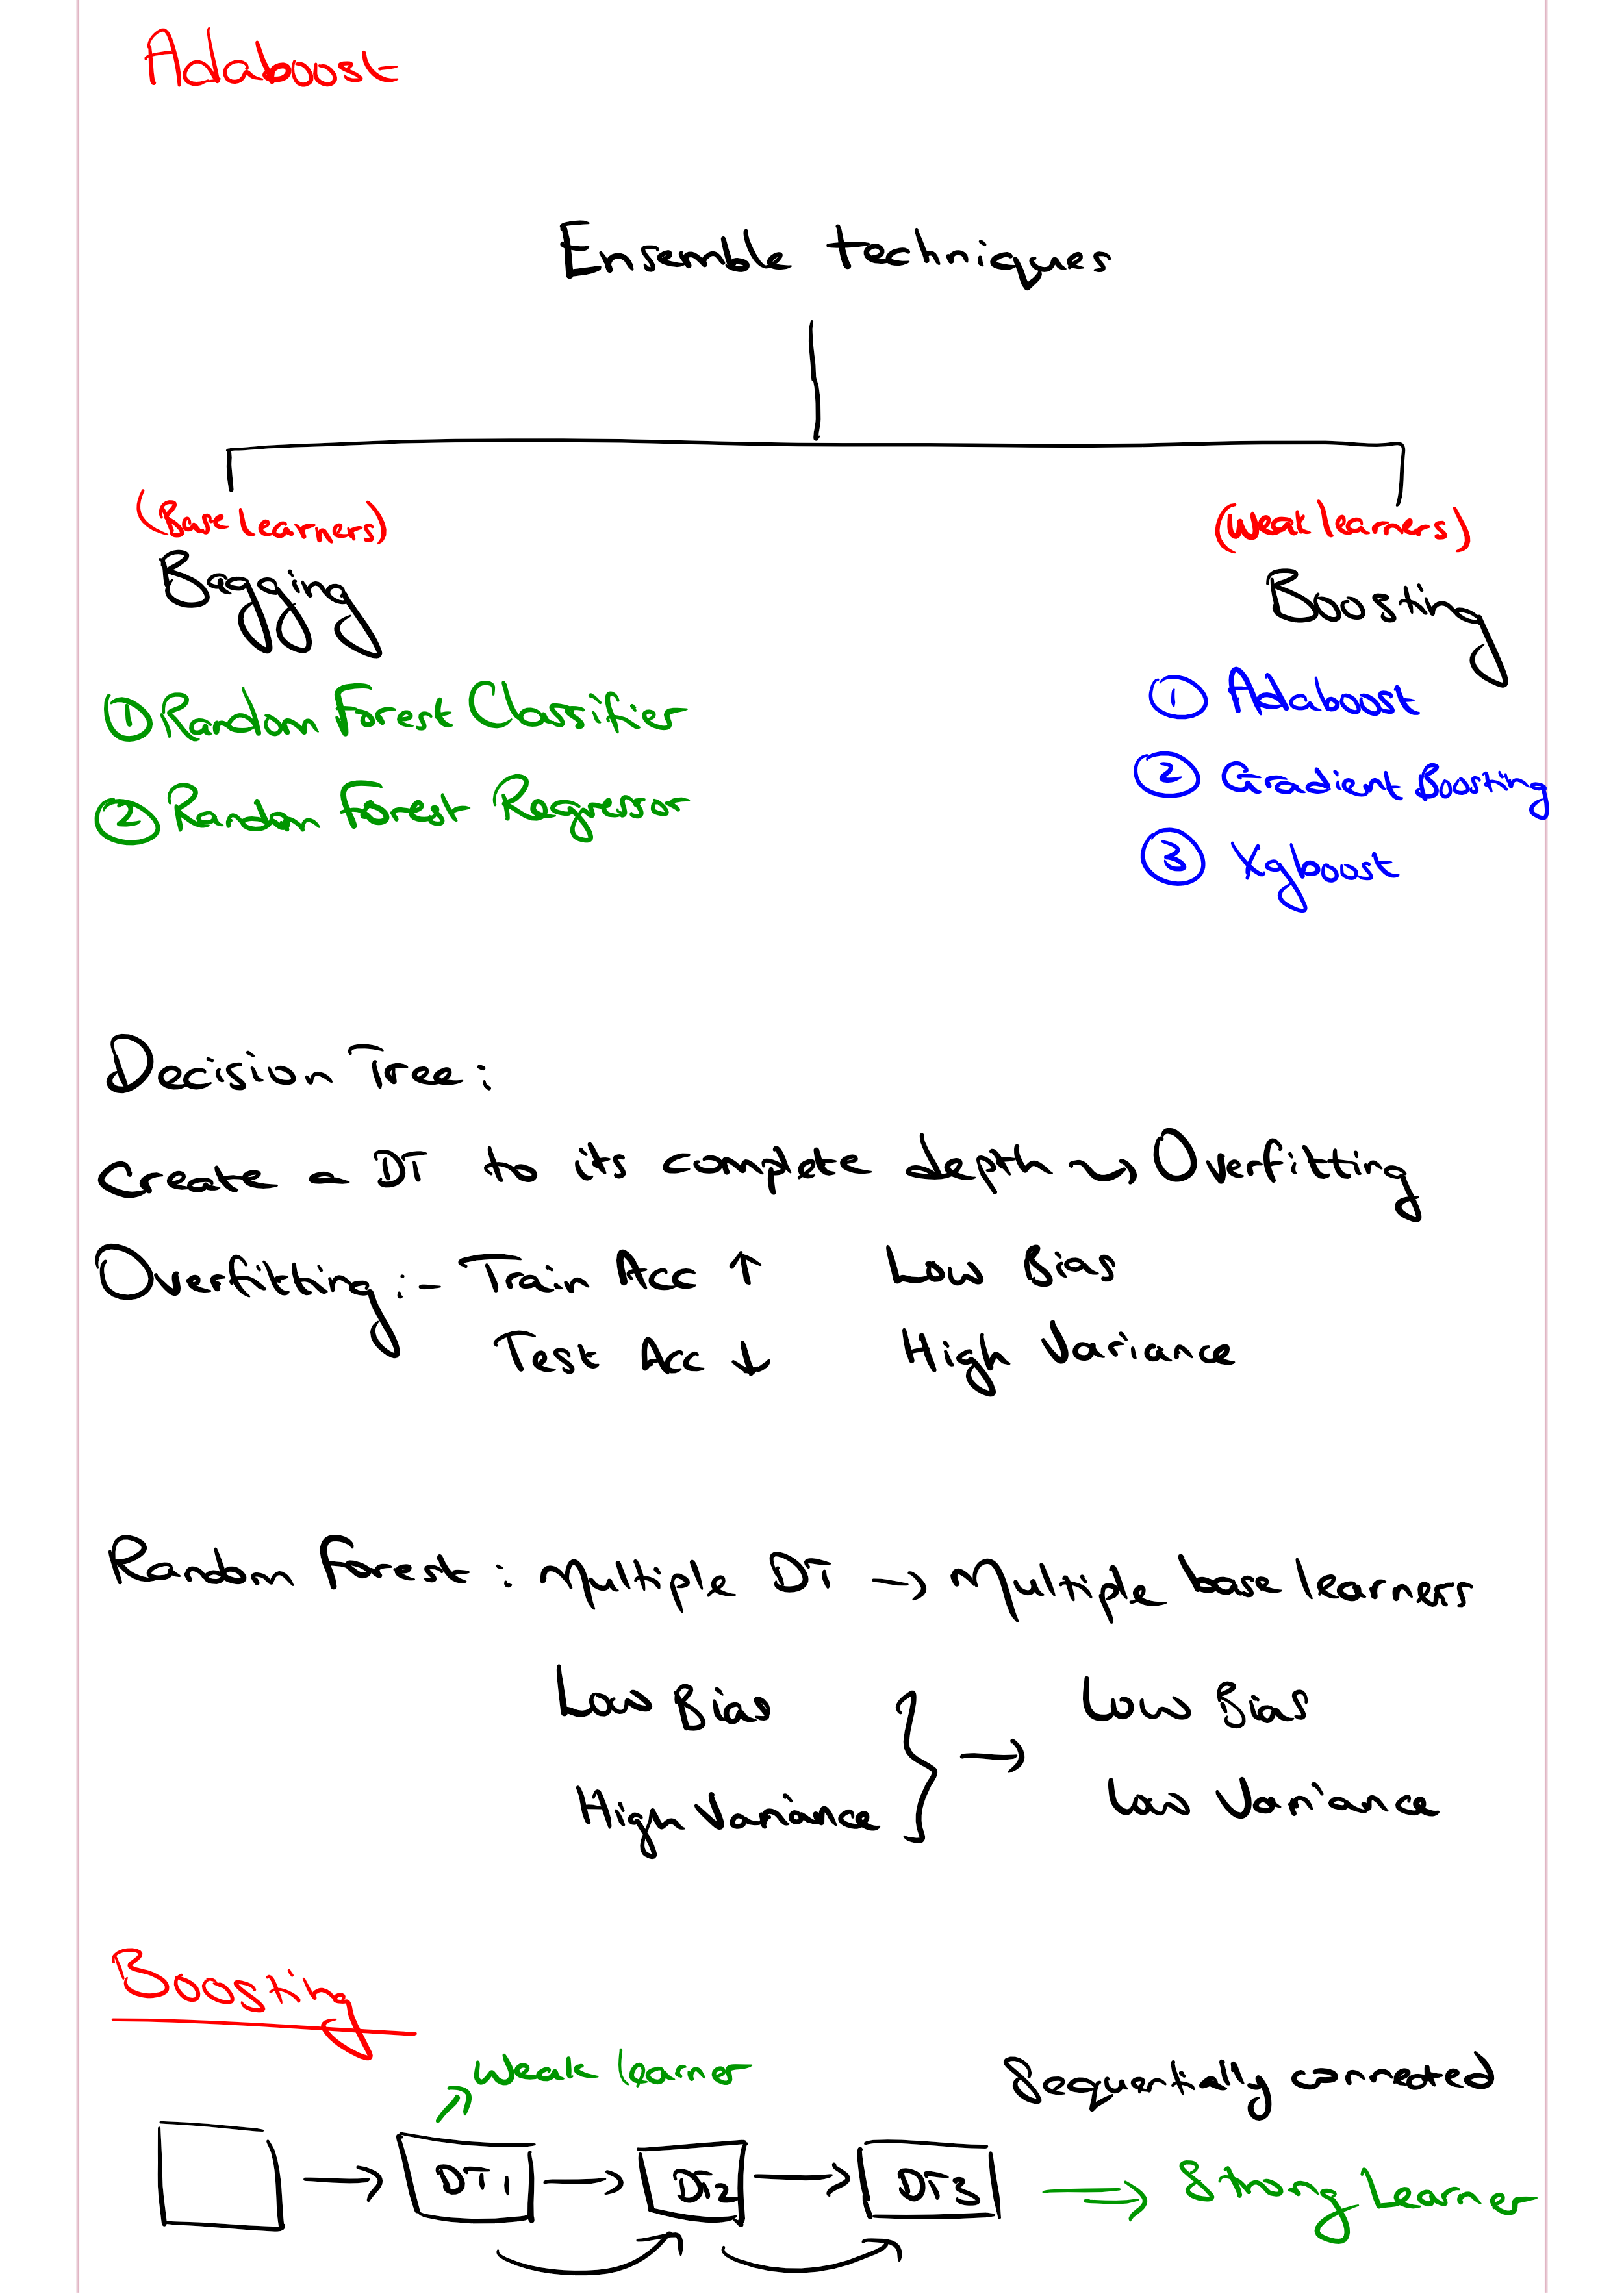 Adaboost
Ensemble techniques
(Base learners)
Bagging
① Random Forest Classifier
② Random Forest Regressor
(Weak learners)
Boosting
① Adaboost
② Gradient Boosting
③ Xgboost
Decision Tree :
Create a DT to its complete depth → Overfitting
Overfitting :- Train Acc ↑ Low Bias
Test Acc ↓ High Variance
Random Forest : Multiple DT → Multiple base learners
Low Bias } → Low Bias
High Variance Low Variance
Boosting
Weak learner
Sequentially connected
→ DT1 → DT2 → DT3 → Strong Learner